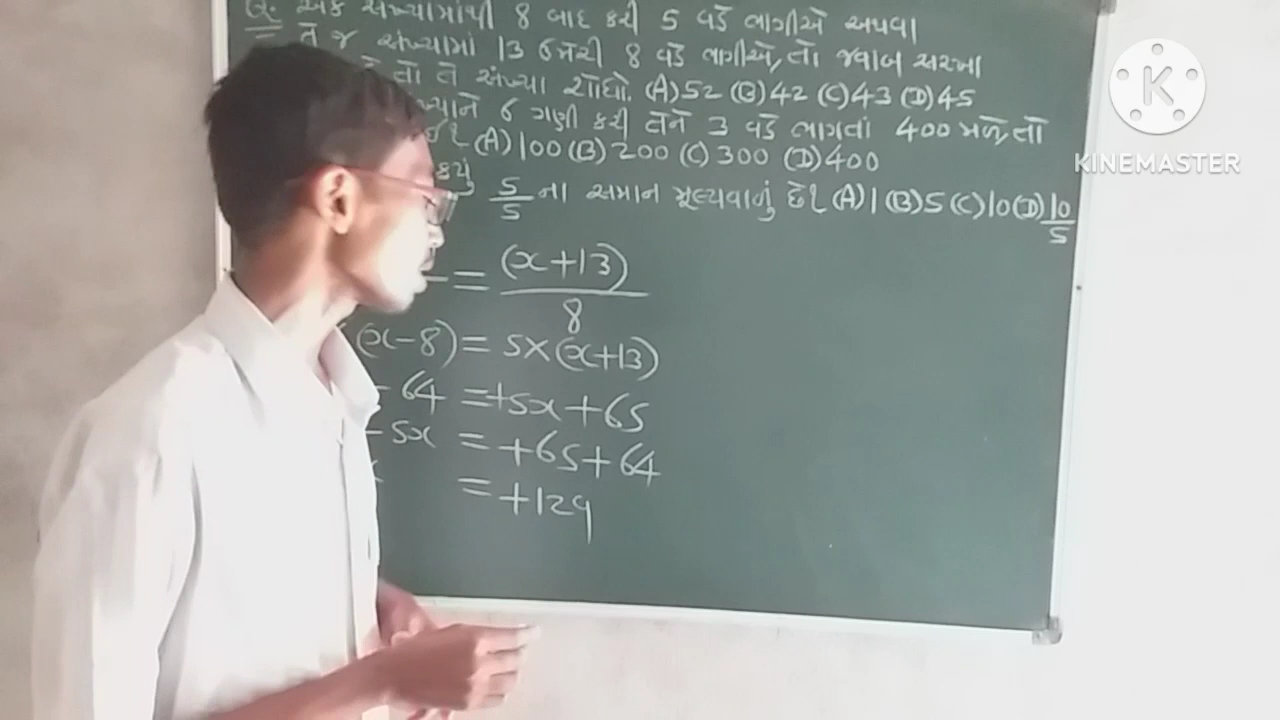 Q. એક સંખ્યામાંથી 8 બાદ કરી 5 વડે ભાગીએ અથવા
તે જ સંખ્યામાં 13 ઉમેરી 8 વડે ભાગીએ, તો જવાબ સરખા
તો તે સંખ્યા શોધો. (A) 52 (B) 42 (C) 43 (D) 45
6 ગણી કરી તેને 3 વડે ભાગતાં 400 મળે, તો
(A) 100 (B) 200 (C) 300 (D) 400
કયું
5/5 ના સમાન મૂલ્યવાનું છે? (A) 1 (B) 5 (C) 10 (D) 10/5
= (x+13)/8
(x-8) = 5×(x+13)
- 64 = +5x+65
- 5x = +65+64
= +129
K
KINEMASTER